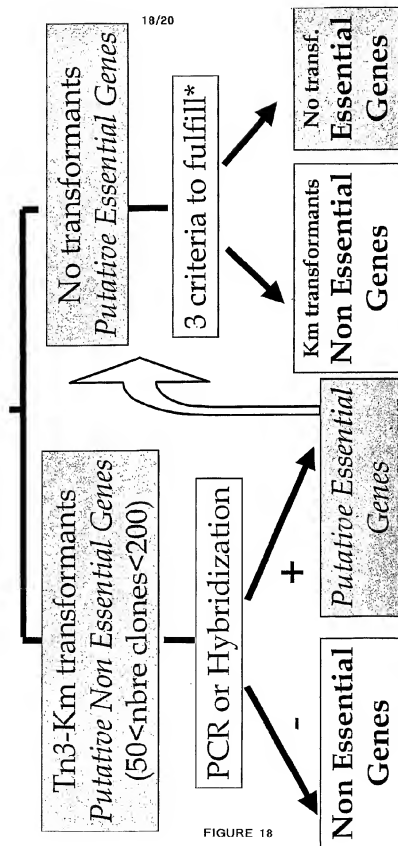 18/20
Tn3-Km transformants
Putative Non Essential Genes
(50<nbre clones<200)
No transformants
Putative Essential Genes
PCR or Hybridization
3 criteria to fulfill*
-
+
Non Essential
Genes
Putative Essential
Genes
Km transformants
Non Essential
Genes
No transf.
Essential
Genes
FIGURE 18